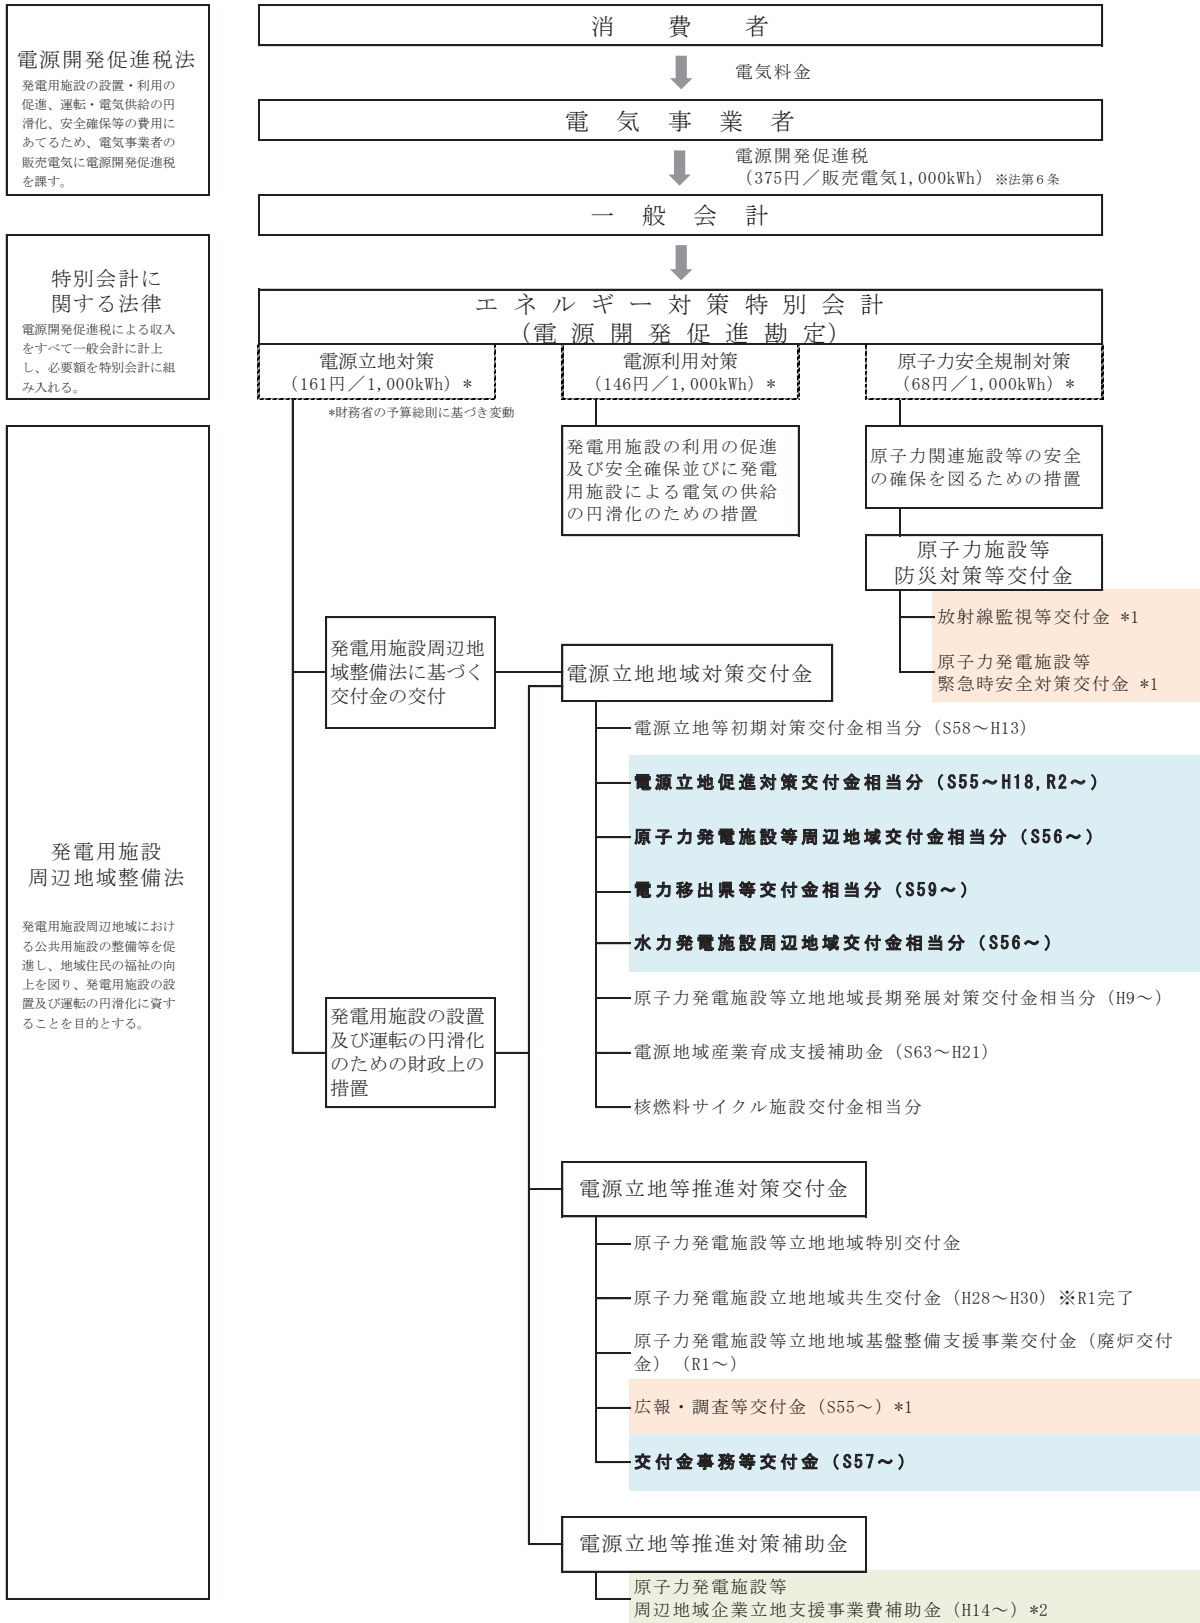 電源開発促進税法
発電用施設の設置・利用の
促進、運転・電気供給の円
滑化、安全確保等の費用に
あてるため、電気事業者の
販売電気に電源開発促進税
を課す。
消費者
電気料金
電気事業者
電源開発促進税
（375円／販売電気1,000kWh）※法第6条
一般会計
特別会計に
関する法律
電源開発促進税による収入
をすべて一般会計に計上
し、必要額を特別会計に組
み入れる。
エネルギー対策特別会計
（電源開発促進勘定）
電源立地対策
（161円／1,000kWh）*
電源利用対策
（146円／1,000kWh）*
原子力安全規制対策
（68円／1,000kWh）*
*財務省の予算総則に基づき変動
発電用施設の利用の促進
及び安全確保並びに発電
用施設による電気の供給
の円滑化のための措置
原子力関連施設等の安全
の確保を図るための措置
原子力施設等
防災対策等交付金
放射線監視等交付金 *1
原子力発電施設等
緊急時安全対策交付金 *1
発電用施設
周辺地域整備法
発電用施設周辺地域におけ
る公共用施設の整備等を促
進し、地域住民の福祉の向
上を図り、発電用施設の設
置及び運転の円滑化に資す
ることを目的とする。
発電用施設周辺地
域整備法に基づく
交付金の交付
電源立地地域対策交付金
電源立地等初期対策交付金相当分（S58～H13）
電源立地促進対策交付金相当分（S55～H18,R2～）
原子力発電施設等周辺地域交付金相当分（S56～）
電力移出県等交付金相当分（S59～）
水力発電施設周辺地域交付金相当分（S56～）
原子力発電施設等立地地域長期発展対策交付金相当分（H9～）
電源地域産業育成支援補助金（S63～H21）
核燃料サイクル施設交付金相当分
発電用施設の設置
及び運転の円滑化
のための財政上の
措置
電源立地等推進対策交付金
原子力発電施設等立地地域特別交付金
原子力発電施設立地地域共生交付金（H28～H30）※R1完了
原子力発電施設等立地地域基盤整備支援事業交付金（廃炉交付
金）（R1～）
広報・調査等交付金（S55～）*1
交付金事務等交付金（S57～）
電源立地等推進対策補助金
原子力発電施設等
周辺地域企業立地支援事業費補助金（H14～）*2